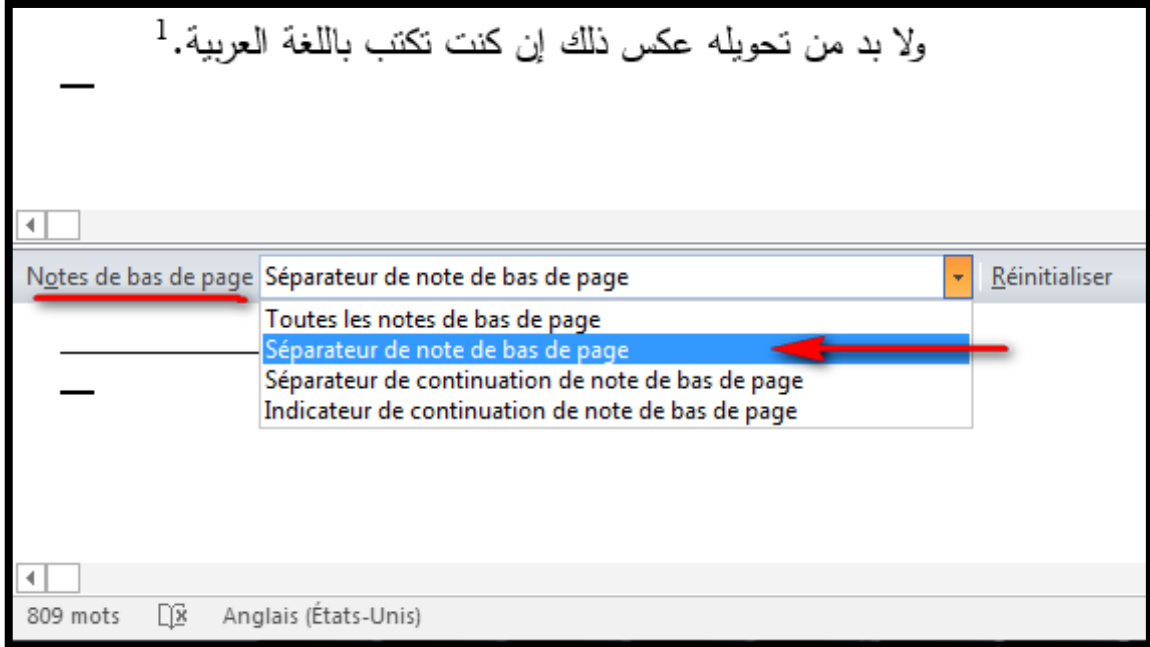 ولا بد من تحويله عكس ذلك إن كنت تكتب باللغة العربية.1
Notes de bas de page Séparateur de note de bas de page Réinitialiser
Toutes les notes de bas de page
Séparateur de note de bas de page
Séparateur de continuation de note de bas de page
Indicateur de continuation de note de bas de page
809 mots Anglais (États-Unis)